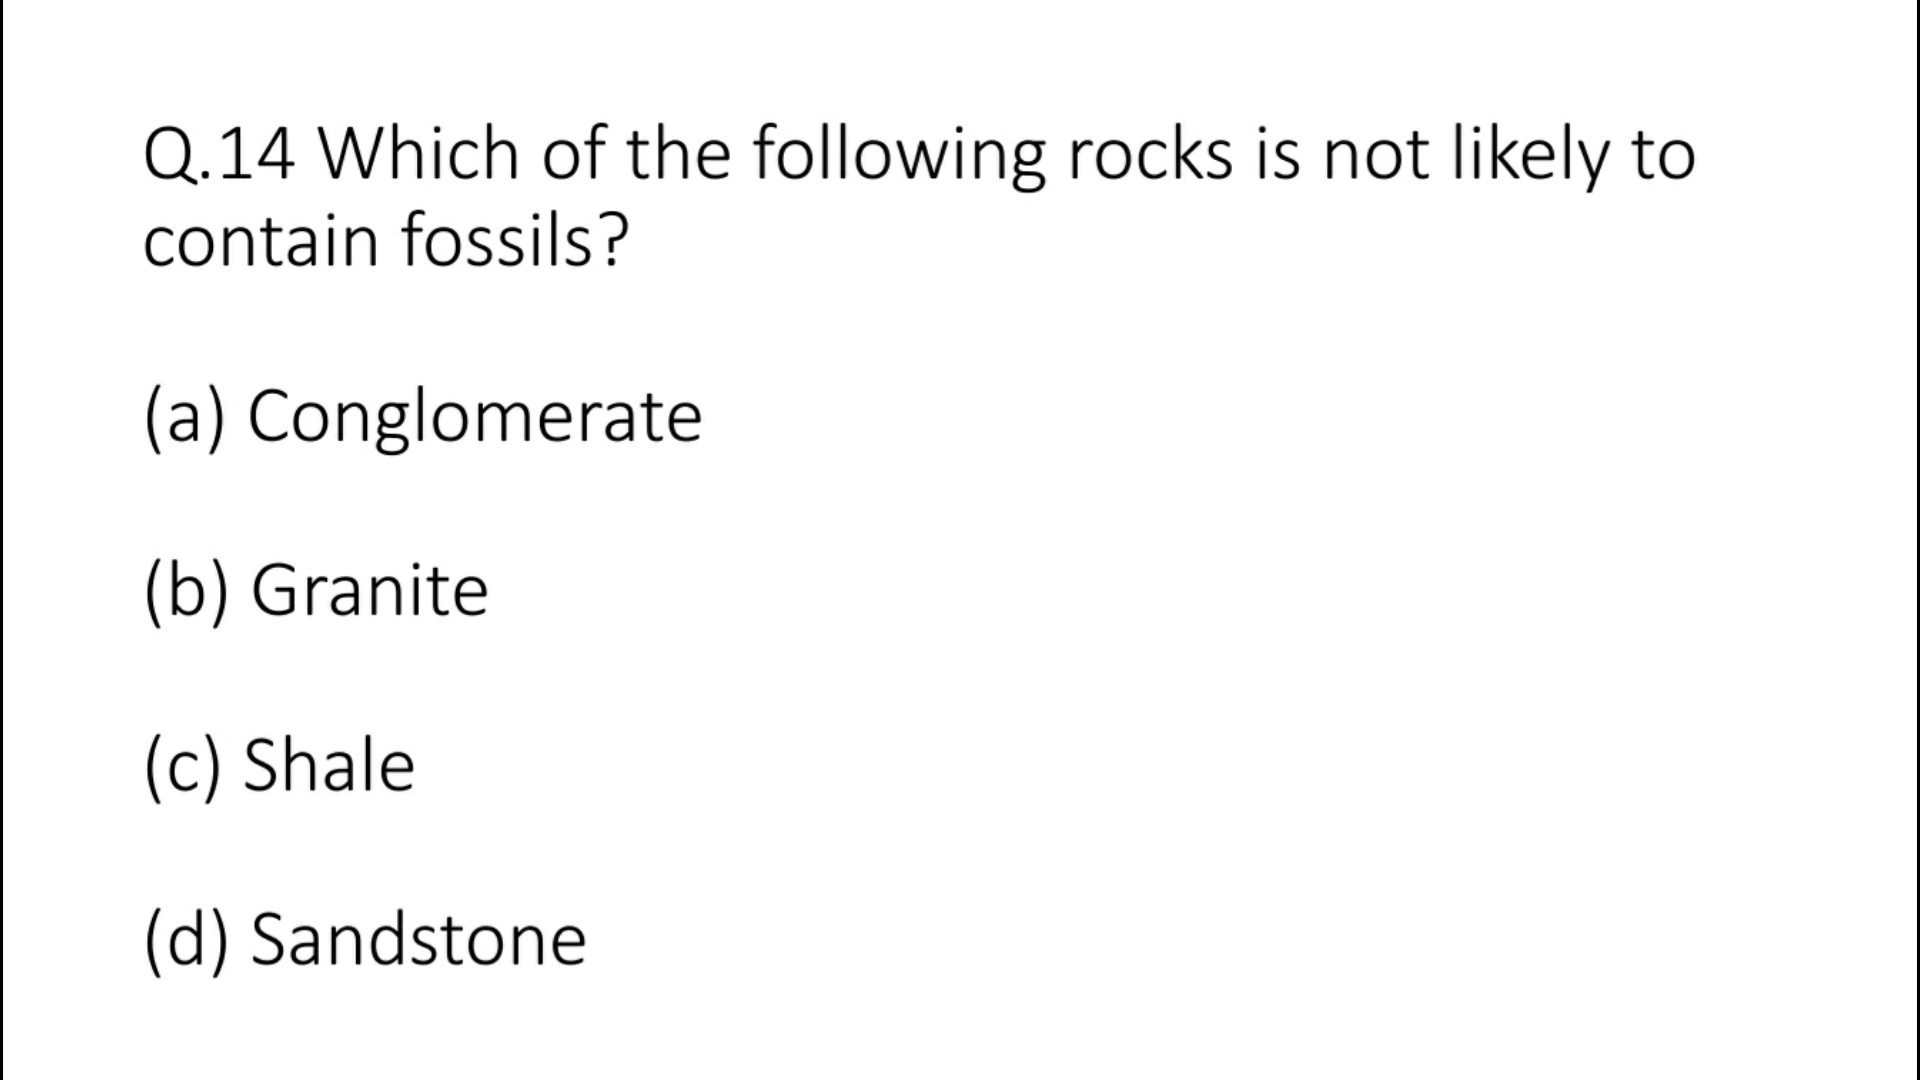 Q.14 Which of the following rocks is not likely to
contain fossils?
(a) Conglomerate
(b) Granite
(c) Shale
(d) Sandstone